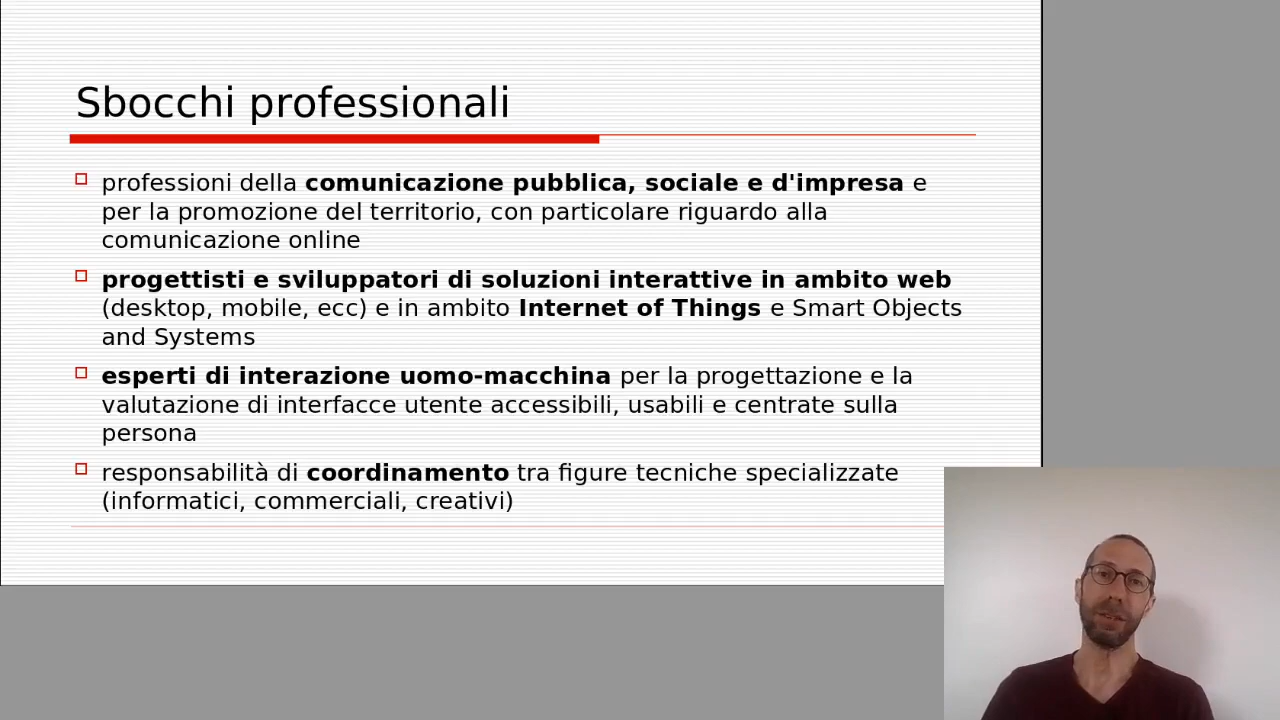 Sbocchi professionali
professioni della comunicazione pubblica, sociale e d'impresa e
per la promozione del territorio, con particolare riguardo alla
comunicazione online
progettisti e sviluppatori di soluzioni interattive in ambito web
(desktop, mobile, ecc) e in ambito Internet of Things e Smart Objects
and Systems
esperti di interazione uomo-macchina per la progettazione e la
valutazione di interfacce utente accessibili, usabili e centrate sulla
persona
responsabilità di coordinamento tra figure tecniche specializzate
(informatici, commerciali, creativi)